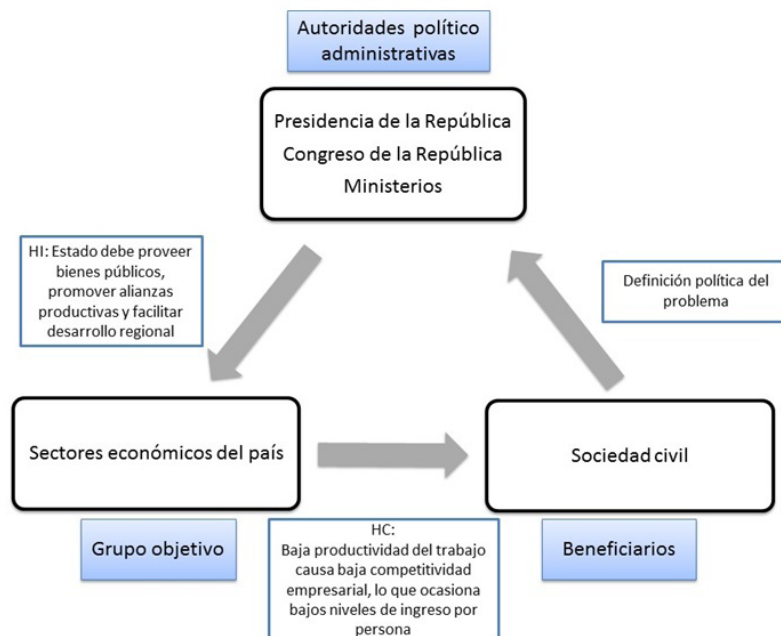 Autoridades político
administrativas
Presidencia de la República
Congreso de la República
Ministerios
HI: Estado debe proveer
bienes públicos,
promover alianzas
productivas y facilitar
desarrollo regional
Definición política del
problema
Sectores económicos del país
Sociedad civil
Grupo objetivo
HC:
Baja productividad del trabajo
causa baja competitividad
empresarial, lo que ocasiona
bajos niveles de ingreso por
persona
Beneficiarios